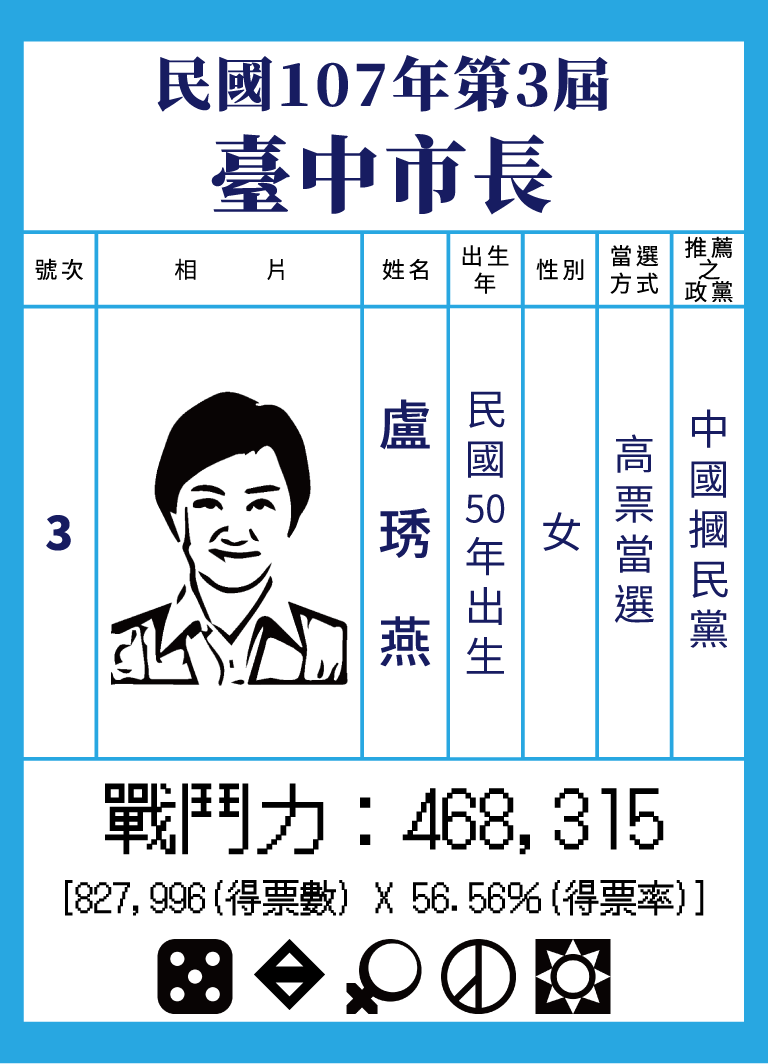 民國107年第3屆
臺中市長
號次
相片
姓名
出生年
性別
當選方式
推薦之政黨
3
盧琇燕
民國50年出生
女
高票當選
中國摑民黨
戰鬥力：468,315
[827,996(得票數) X 56.56%(得票率)]